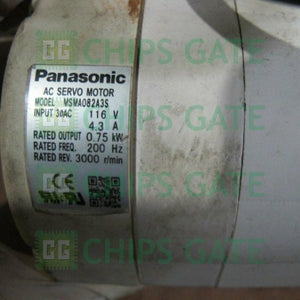 CHIPS GATE
Panasonic
AC SERVO MOTOR
MODEL MSMA082A3S
INPUT 3ØAC 116 V
4.3 A
RATED OUTPUT 0.75 kW
RATED FREQ. 200 Hz
RATED REV. 3000 r/min
CHIPS GATE
CHIPS GATE